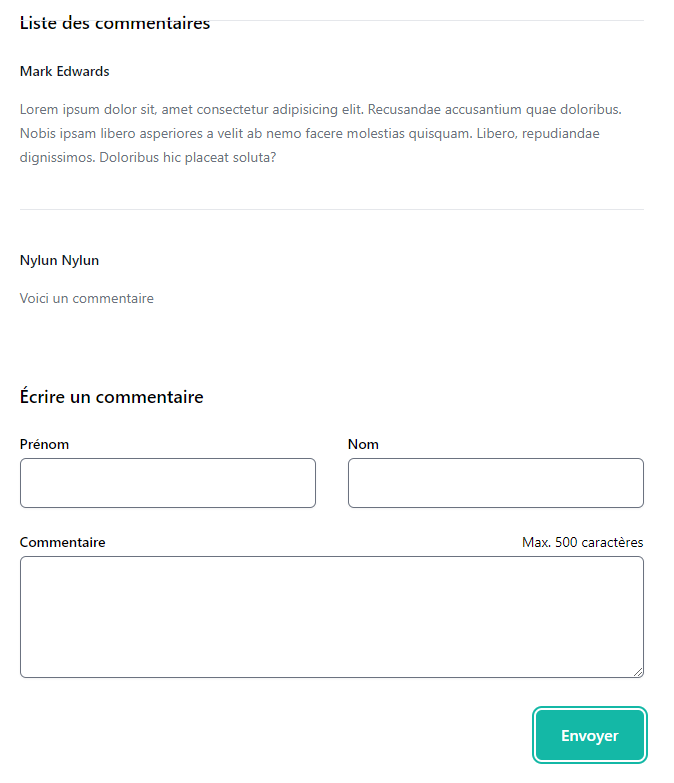 Liste des commentaires
Mark Edwards
Lorem ipsum dolor sit, amet consectetur adipisicing elit. Recusandae accusantium quae doloribus.
Nobis ipsam libero asperiores a velit ab nemo facere molestias quisquam. Libero, repudiandae
dignissimos. Doloribus hic placeat soluta?
Nylun Nylun
Voici un commentaire
Écrire un commentaire
Prénom
Nom
Commentaire
Max. 500 caractères
Envoyer